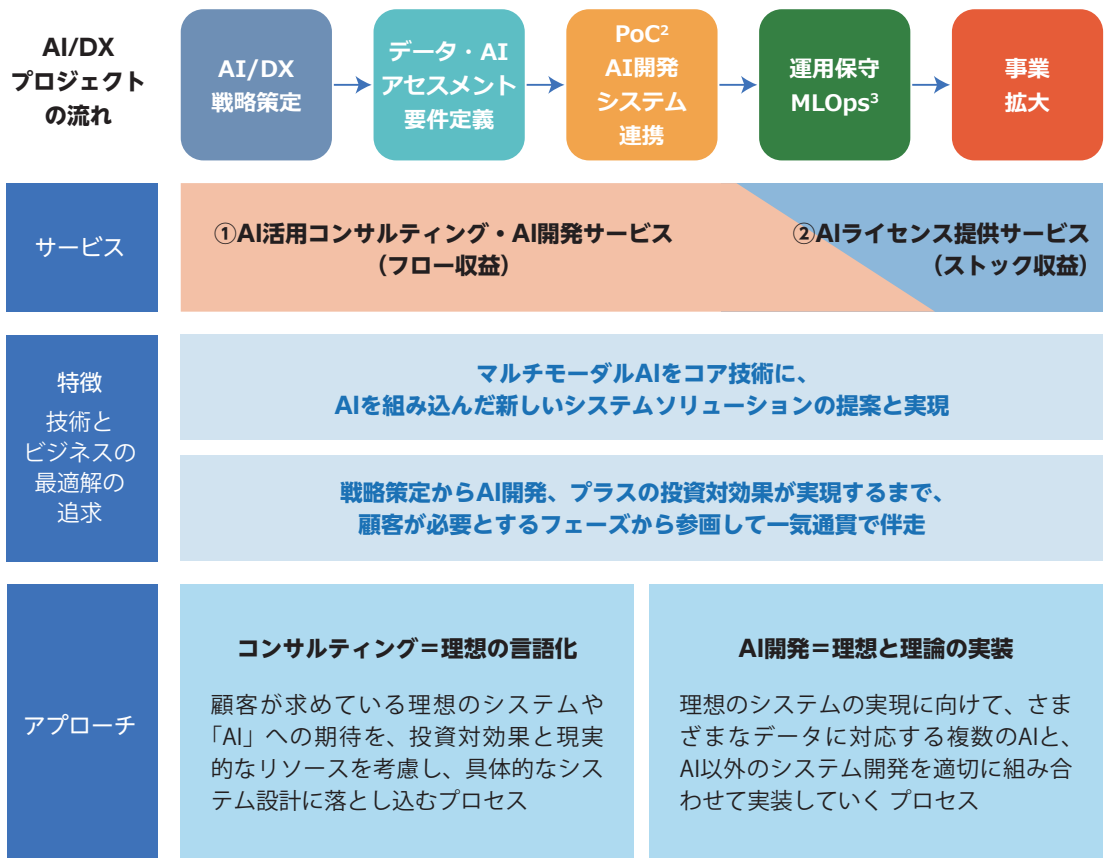 AI/DX
プロジェクト
の流れ
AI/DX
戦略策定
データ・AI
アセスメント
要件定義
PoC²
AI開発
システム
連携
運用保守
MLOps³
事業
拡大
サービス
①AI活用コンサルティング・AI開発サービス
（フロー収益）
②AIライセンス提供サービス
（ストック収益）
特徴
技術と
ビジネスの
最適解の
追求
マルチモーダルAIをコア技術に、
AIを組み込んだ新しいシステムソリューションの提案と実現
戦略策定からAI開発、プラスの投資対効果が実現するまで、
顧客が必要とするフェーズから参画して一気通貫で伴走
アプローチ
コンサルティング＝理想の言語化
顧客が求めている理想のシステムや
「AI」への期待を、投資対効果と現実
的なリソースを考慮し、具体的なシス
テム設計に落とし込むプロセス
AI開発＝理想と理論の実装
理想のシステムの実現に向けて、さま
ざまなデータに対応する複数のAIと、
AI以外のシステム開発を適切に組み合
わせて実装していく プロセス